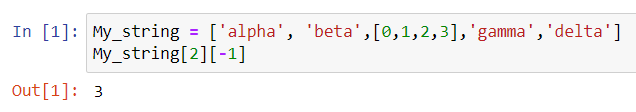 In [1]: My_string = ['alpha', 'beta',[0,1,2,3],'gamma','delta']
My_string[2][-1]
Out[1]: 3